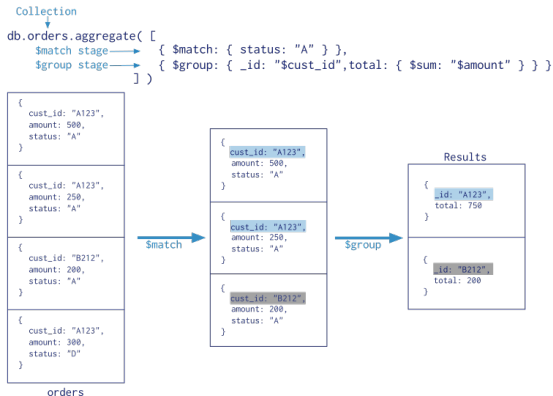 Collection
db.orders.aggregate( [
$match stage { $match: { status: "A" } },
$group stage { $group: { _id: "$cust_id",total: { $sum: "$amount" } } }
] )
{
cust_id: "A123",
amount: 500,
status: "A"
}
{
cust_id: "A123",
amount: 250,
status: "A"
}
{
cust_id: "B212",
amount: 200,
status: "A"
}
{
cust_id: "A123",
amount: 300,
status: "D"
}
orders
$match
{
cust_id: "A123",
amount: 500,
status: "A"
}
{
cust_id: "A123",
amount: 250,
status: "A"
}
{
cust_id: "B212",
amount: 200,
status: "A"
}
$group
Results
{
_id: "A123",
total: 750
}
{
_id: "B212",
total: 200
}